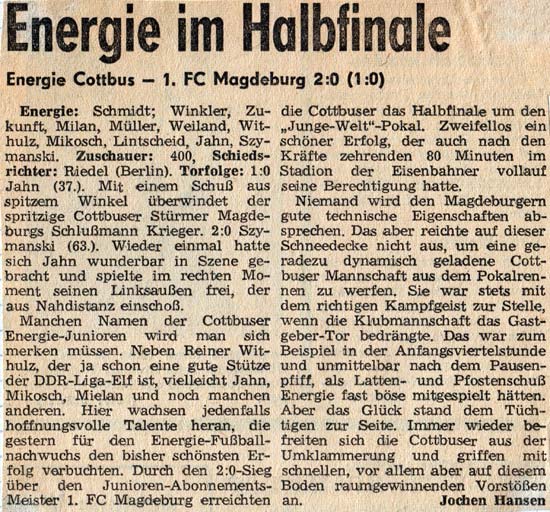 Energie im Halbfinale
Energie Cottbus — 1. FC Magdeburg 2:0 (1:0)
Energie: Schmidt; Winkler, Zu-
kunft, Milan, Müller, Weiland, Wit-
hulz, Mikosch, Lintscheid, Jahn, Szy-
manski. Zuschauer: 400, Schieds-
richter: Riedel (Berlin). Torfolge: 1:0
Jahn (37.). Mit einem Schuß aus
spitzem Winkel überwindet der
spritzige Cottbuser Stürmer Magde-
burgs Schlußmann Krieger. 2:0 Szy-
manski (63.). Wieder einmal hatte
sich Jahn wunderbar in Szene ge-
bracht und spielte im rechten Mo-
ment seinen Linksaußen frei, der
aus Nahdistanz einschoß.
Manchen Namen der Cottbuser
Energie-Junioren wird man sich
merken müssen. Neben Reiner Wit-
hulz, der ja schon eine gute Stütze
der DDR-Liga-Elf ist, vielleicht Jahn,
Mikosch, Mielan und noch manchen
anderen. Hier wachsen jedenfalls
hoffnungsvolle Talente heran, die
gestern für den Energie-Fußball-
nachwuchs den bisher schönsten Er-
folg verbuchten. Durch den 2:0-Sieg
über den Junioren-Abonnements-
Meister 1. FC Magdeburg erreichten
die Cottbuser das Halbfinale um den
„Junge-Welt“-Pokal. Zweifellos ein
schöner Erfolg, der auch nach den
Kräfte zehrenden 80 Minuten im
Stadion der Eisenbahner vollauf
seine Berechtigung hatte.
Niemand wird den Magdeburgern
gute technische Eigenschaften ab-
sprechen. Das aber reichte auf dieser
Schneedecke nicht aus, um eine ge-
radezu dynamisch geladene Cott-
buser Mannschaft aus dem Pokalren-
nen zu werfen. Sie war stets mit
dem richtigen Kampfgeist zur Stelle,
wenn die Klubmannschaft das Gast-
geber-Tor bedrängte. Das war zum
Beispiel in der Anfangsviertelstunde
und unmittelbar nach dem Pausen-
pfiff, als Latten- und Pfostenschuß
Energie fast böse mitgespielt hätten.
Aber das Glück stand dem Tüch-
tigen zur Seite. Immer wieder be-
freiten sich die Cottbuser aus der
Umklammerung und griffen mit
schnellen, vor allem aber auf diesem
Boden raumgewinnenden Vorstößen
an. Jochen Hansen